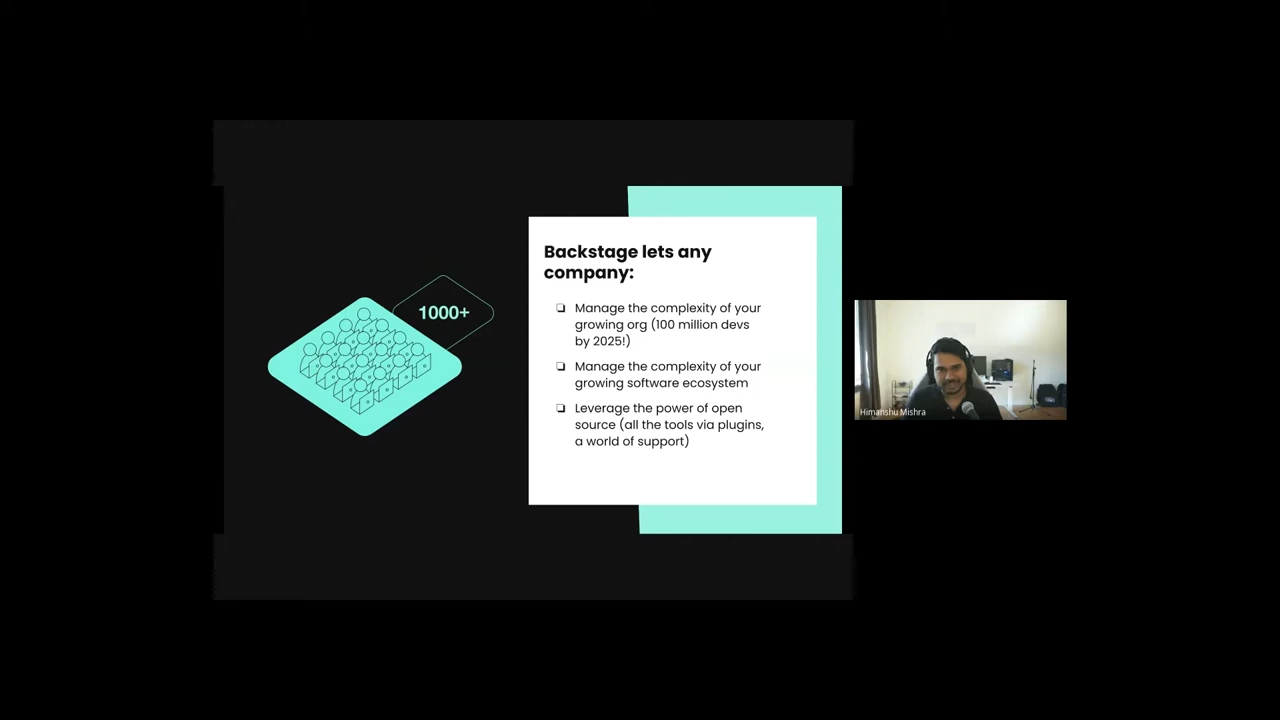 1000+
Backstage lets any
company:
❏ Manage the complexity of your
growing org (100 million devs
by 2025!)
❏ Manage the complexity of your
growing software ecosystem
❏ Leverage the power of open
source (all the tools via plugins,
a world of support)
Himanshu Mishra